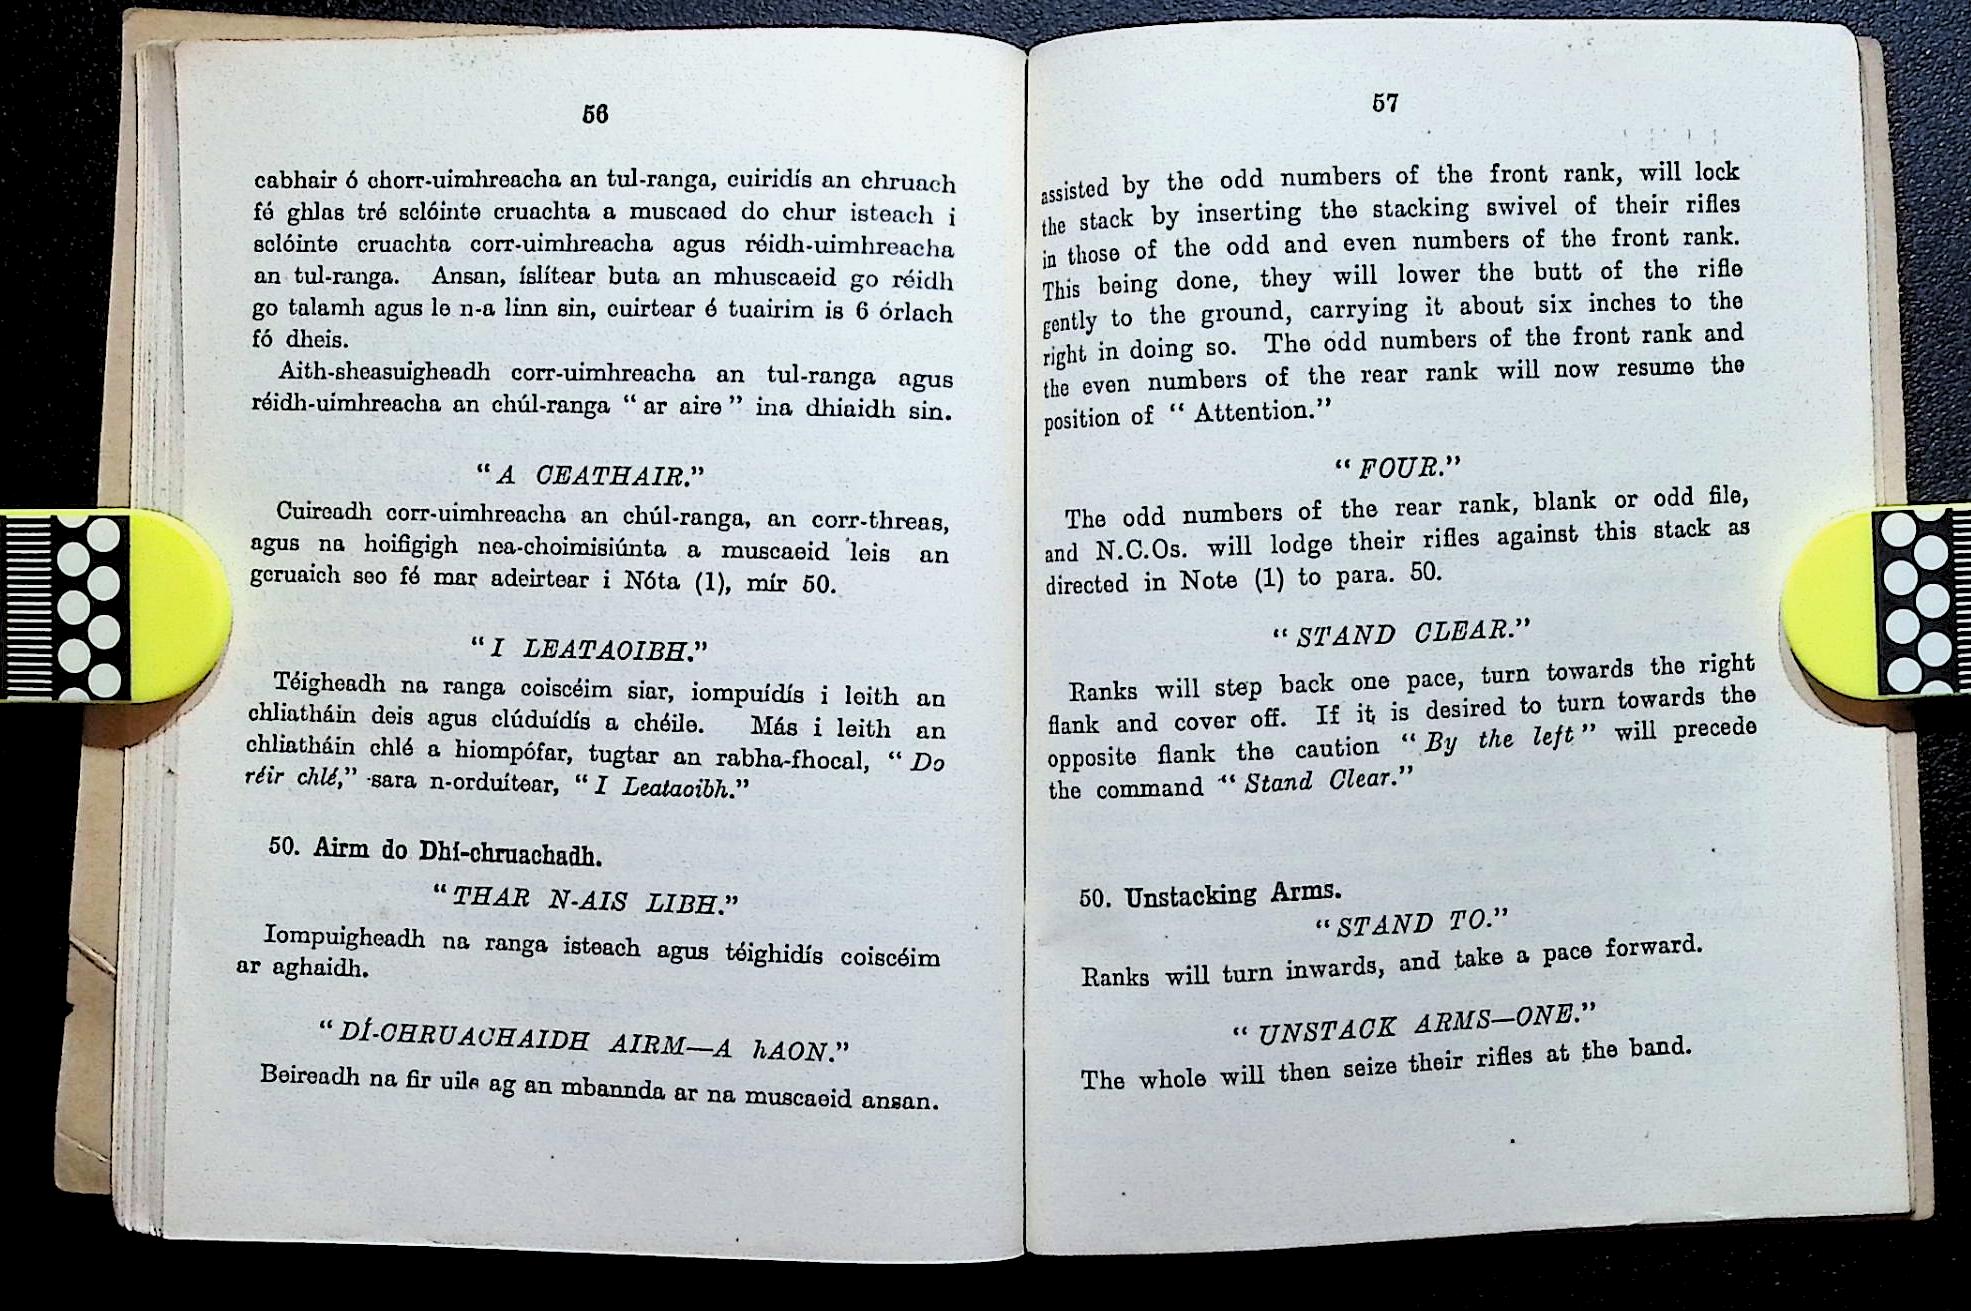 56
cabhair ó chorr-uimhreacha an tul-ranga, cuiridís an chruach
fé ghlas tré sclóinte cruachta a muscaed do chur isteach i
sclóinte cruachta corr-uimhreacha agus réidh-uimhreacha
an tul-ranga. Ansan, íslítear buta an mhuscaeid go réidh
go talamh agus le n-a linn sin, cuirtear é tuairim is 6 órlach
fó dheis.
Aith-sheasuigheadh corr-uimhreacha an tul-ranga agus
réidh-uimhreacha an chúl-ranga “ ar aire ” ina dhiaidh sin.
“ A CEATHAIR.”
Cuireadh corr-uimhreacha an chúl-ranga, an corr-threas,
agus na hoifigigh nea-choimisiúnta a muscaeid leis an
gcruaich seo fé mar adeirtear i Nóta (1), mír 50.
“ I LEATAOIBH.”
Téigheadh na ranga coiscéim siar, iompuídís i leith an
chliatháin deis agus clúduídís a chéile. Más i leith an
chliatháin chlé a hiompófar, tugtar an rabha-fhocal, “ Do
réir chlé,” sara n-orduítear, “ I Leataoibh.”
50. Airm do Dhí-chruachadh.
“ THAR N-AIS LIBH.”
Iompuigheadh na ranga isteach agus téighidís coiscéim
ar aghaidh.
“ DÍ-CHRUACHAIDH AIRM—A hAON.”
Beireadh na fir uile ag an mbannda ar na muscaeid ansan.
57
assisted by the odd numbers of the front rank, will lock
the stack by inserting the stacking swivel of their rifles
in those of the odd and even numbers of the front rank.
This being done, they will lower the butt of the rifle
gently to the ground, carrying it about six inches to the
right in doing so. The odd numbers of the front rank and
the even numbers of the rear rank will now resume the
position of “ Attention.”
“ FOUR.”
The odd numbers of the rear rank, blank or odd file,
and N.C.Os. will lodge their rifles against this stack as
directed in Note (1) to para. 50.
“ STAND CLEAR.”
Ranks will step back one pace, turn towards the right
flank and cover off. If it is desired to turn towards the
opposite flank the caution “ By the left ” will precede
the command “ Stand Clear.”
50. Unstacking Arms.
“ STAND TO.”
Ranks will turn inwards, and take a pace forward.
“ UNSTACK ARMS—ONE.”
The whole will then seize their rifles at the band.